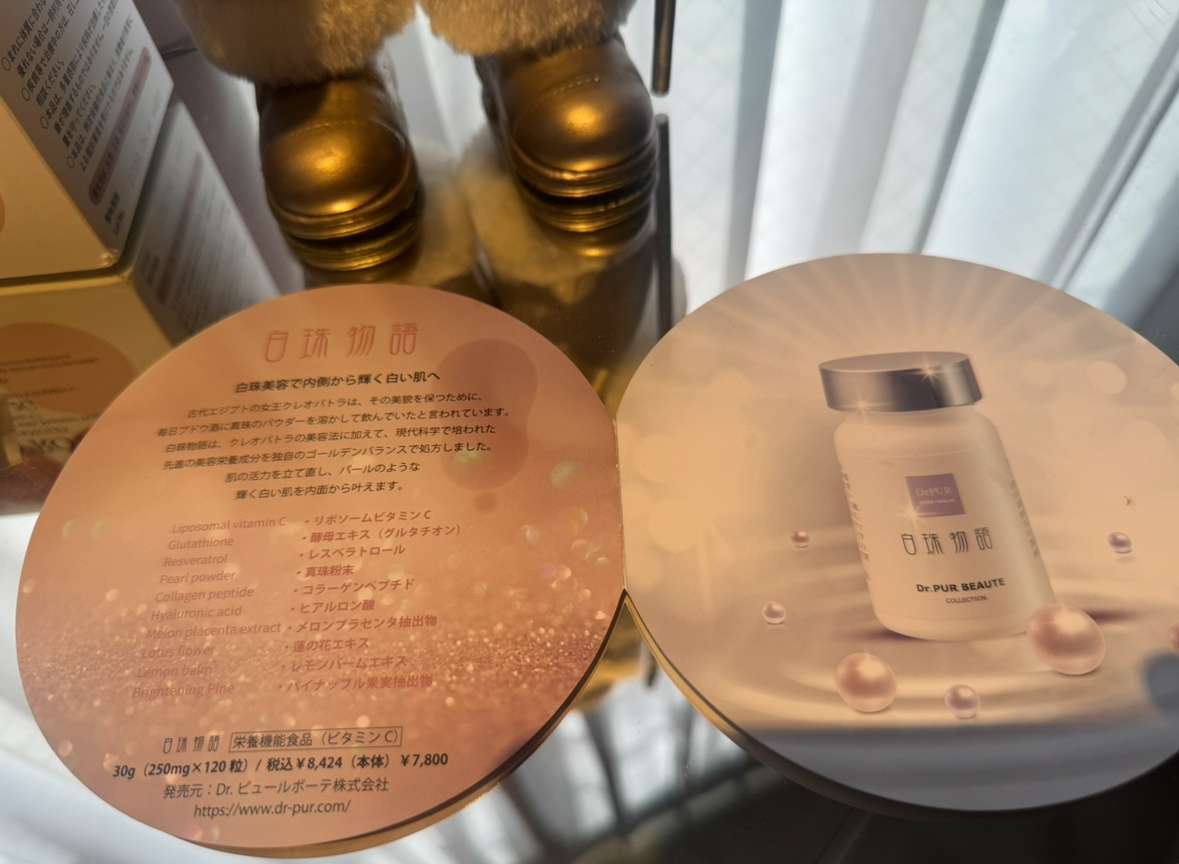 白珠物語
白珠美容で内側から輝く白い肌へ
古代エジプトの女王クレオパトラは、その美貌を保つために、
毎日ブドウ酒に真珠のパウダーを溶かして飲んでいたと言われています。
白珠物語は、クレオパトラの美容法に加えて、現代科学で培われた
先進の美容栄養成分を独自のゴールデンバランスで処方しました。
肌の活力を立て直し、パールのような
輝く白い肌を内面から叶えます。
Liposomal vitamin C ・リポソームビタミンC
Glutathione ・酵母エキス（グルタチオン）
Resveratrol ・レスベラトロール
Pearl powder ・真珠粉末
Collagen peptide ・コラーゲンペプチド
Hyaluronic acid ・ヒアルロン酸
Melon placenta extract ・メロンプラセンタ抽出物
Lotus flower ・蓮の花エキス
Lemon balm ・レモンバームエキス
Brightening Pine ・パイナップル果実抽出物
白珠物語 栄養機能食品（ビタミンC）
30g（250mg×120粒）/ 税込￥8,424（本体）￥7,800
発売元：Dr. ピュールボーテ株式会社
https://www.dr-pur.com/
Dr.PUR
白珠物語
Dr.PUR BEAUTE
COLLECTION